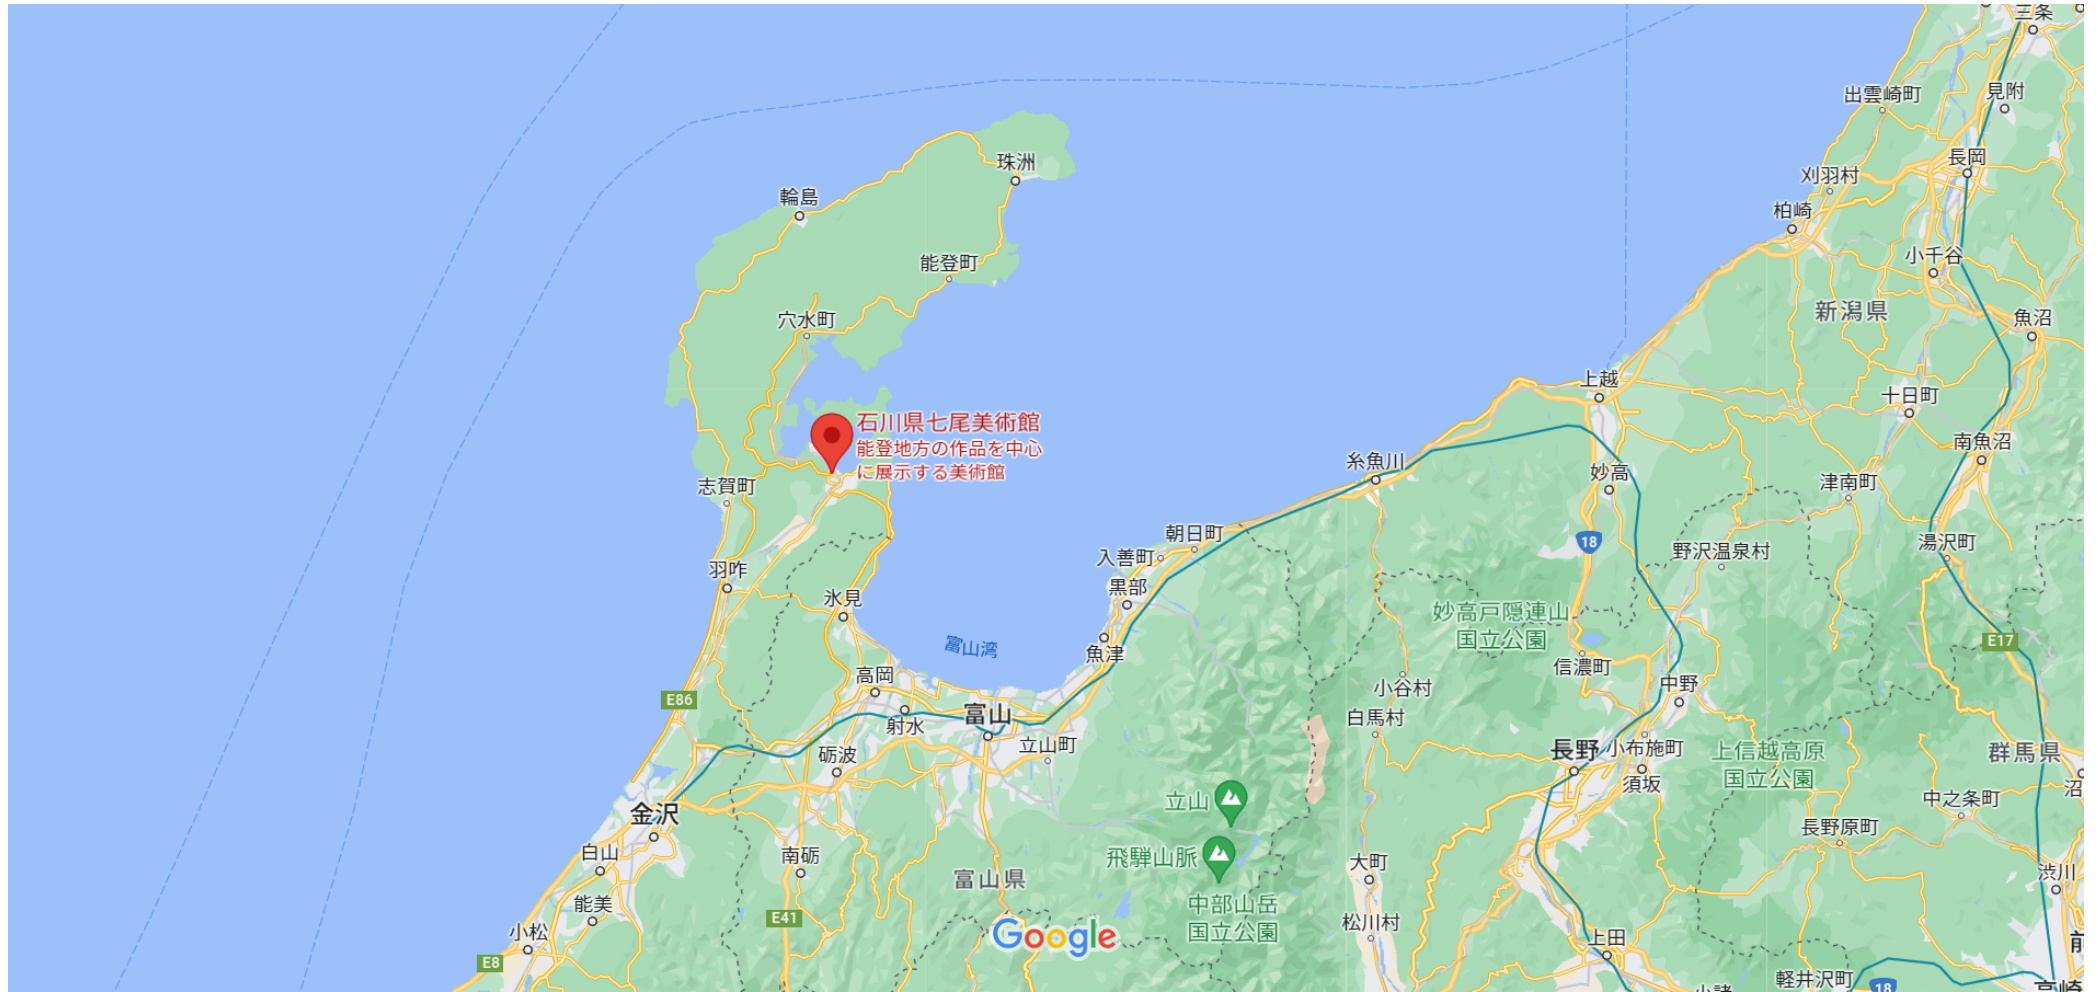 三条
出雲崎町
見附
珠洲
長岡
刈羽村
輪島
柏崎
能登町
小千谷
新潟県
穴水町
魚沼
上越
十日町
石川県七尾美術館
能登地方の作品を中心
に展示する美術館
南魚沼
糸魚川
妙高
志賀町
津南町
朝日町
18
湯沢町
野沢温泉村
入善町
羽咋
黒部
氷見
妙高戸隠連山
国立公園
E17
富山湾
魚津
信濃町
高岡
小谷村
中野
E86
富山
白馬村
射水
立山町
長野
小布施町
上信越高原
国立公園
群馬県
砺波
須坂
沼
立山
中之条町
金沢
長野原町
白山
南砺
飛騨山脈
大町
富山県
渋川
能美
中部山岳
国立公園
E41
松川村
小松
Google
上田
前
E8
軽井沢町
18
小諸
高崎